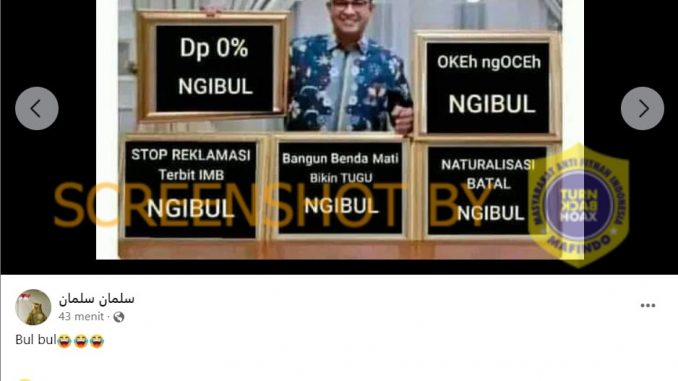 Dp 0%
NGIBUL
OKEh ngOCEh
NGIBUL
STOP REKLAMASI
Terbit IMB
NGIBUL
Bangun Benda Mati
Bikin TUGU
NGIBUL
NATURALISASI
BATAL
NGIBUL
SCREENSHOT BY
MASYARAKAT ANTI FITNAH INDONESIA
TURN
BACK
HOAX
MAFINDO
سلمان سلمان
43 menit ·
Bul bul😂😂😂